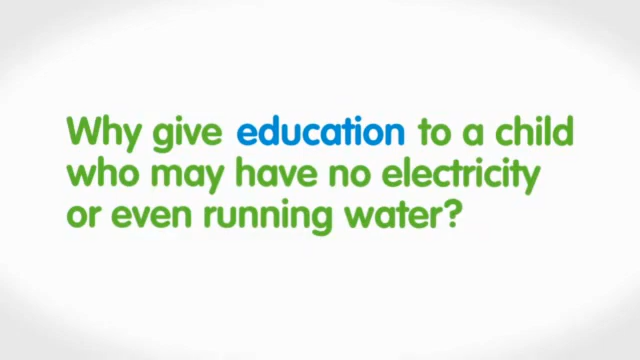 Why give education to a child
who may have no electricity
or even running water?